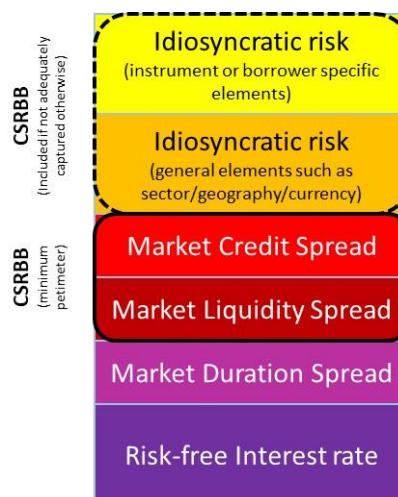 CSRBB
(Included if not adequately
captured otherwise)
Idiosyncratic risk
(instrument or borrower specific
elements)
Idiosyncratic risk
(general elements such as
sector/geography/currency)
CSRBB
(minimum
petimeter)
Market Credit Spread
Market Liquidity Spread
Market Duration Spread
Risk-free Interest rate